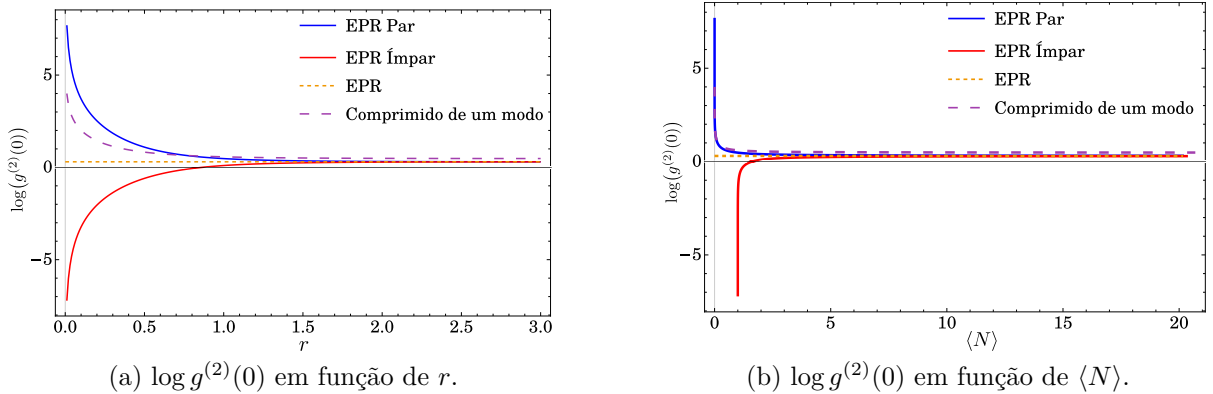 EPR Par
EPR Ímpar
EPR
Comprimido de um modo
log(g^(2)(0))
5
0
−5
0.0 0.5 1.0 1.5 2.0 2.5 3.0
r
(a) log g^(2)(0) em função de r.
EPR Par
EPR Ímpar
EPR
Comprimido de um modo
log(g^(2)(0))
5
0
−5
0 5 10 15 20
⟨N⟩
(b) log g^(2)(0) em função de ⟨N⟩.